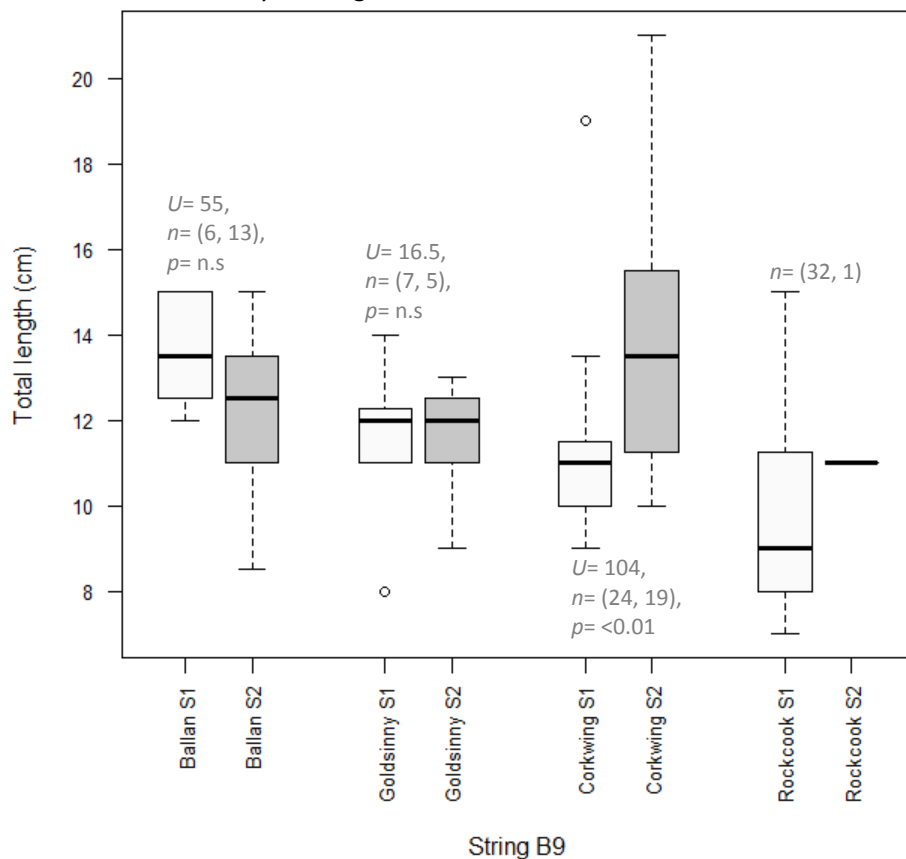 20
18
16
14
12
10
8
Total length (cm)
U= 55,
n= (6, 13),
p= n.s
U= 16.5,
n= (7, 5),
p= n.s
U= 104,
n= (24, 19),
p= <0.01
n= (32, 1)
Ballan S1
Ballan S2
Goldsinny S1
Goldsinny S2
Corkwing S1
Corkwing S2
Rockcook S1
Rockcook S2
String B9